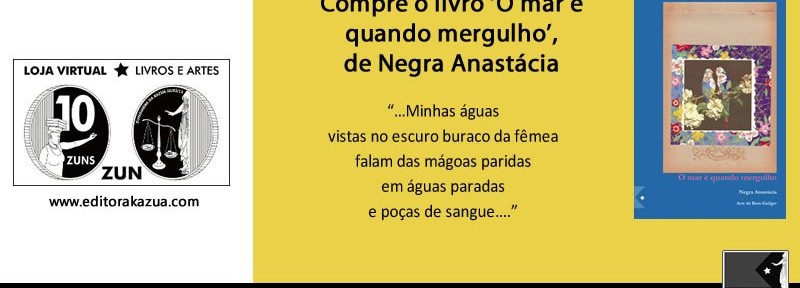 LOJA VIRTUAL ★ LIVROS E ARTES
10
ZUNS
ZUN
www.editorakazua.com
Compre o livro 'O mar é
quando mergulho',
de Negra Anastácia
“...Minhas águas
vistas no escuro buraco da fêmea
falam das mágoas paridas
em águas paradas
e poças de sangue....”
O mar é quando mergulho
Negra Anastácia